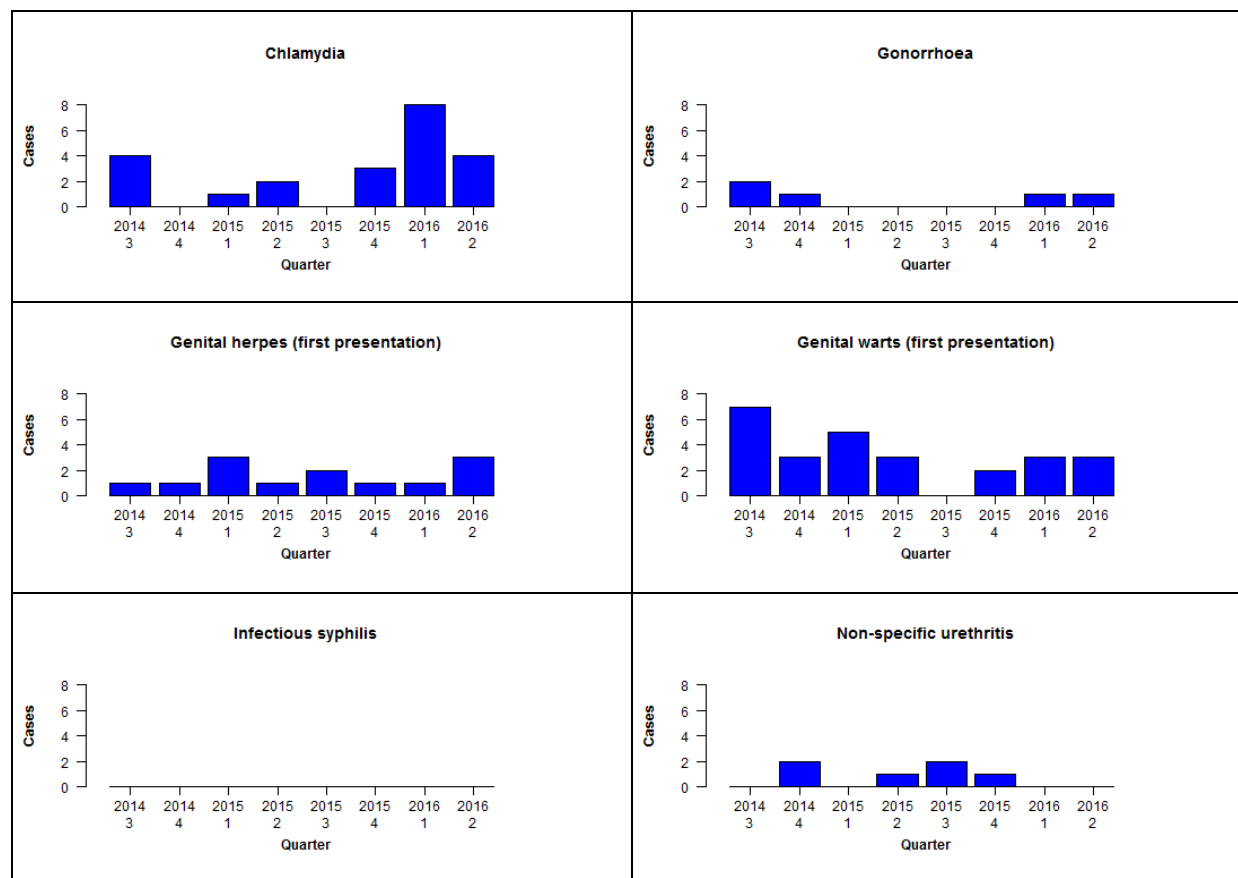 Chlamydia
Cases
8
6
4
2
0
2014 2014 2015 2015 2015 2015 2016 2016
3 4 1 2 3 4 1 2
Quarter
Gonorrhoea
Cases
8
6
4
2
0
2014 2014 2015 2015 2015 2015 2016 2016
3 4 1 2 3 4 1 2
Quarter
Genital herpes (first presentation)
Cases
8
6
4
2
0
2014 2014 2015 2015 2015 2015 2016 2016
3 4 1 2 3 4 1 2
Quarter
Genital warts (first presentation)
Cases
8
6
4
2
0
2014 2014 2015 2015 2015 2015 2016 2016
3 4 1 2 3 4 1 2
Quarter
Infectious syphilis
Cases
8
6
4
2
0
2014 2014 2015 2015 2015 2015 2016 2016
3 4 1 2 3 4 1 2
Quarter
Non-specific urethritis
Cases
8
6
4
2
0
2014 2014 2015 2015 2015 2015 2016 2016
3 4 1 2 3 4 1 2
Quarter